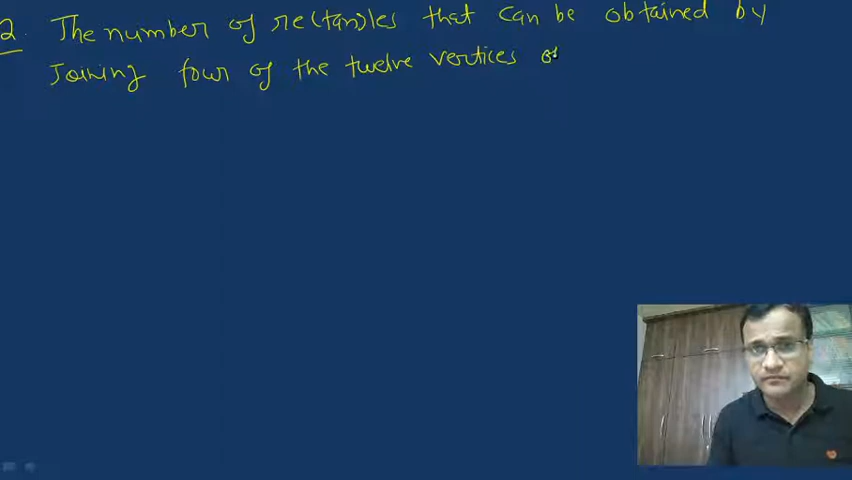 2. The number of rectangles that can be obtained by
Joining four of the twelve vertices of